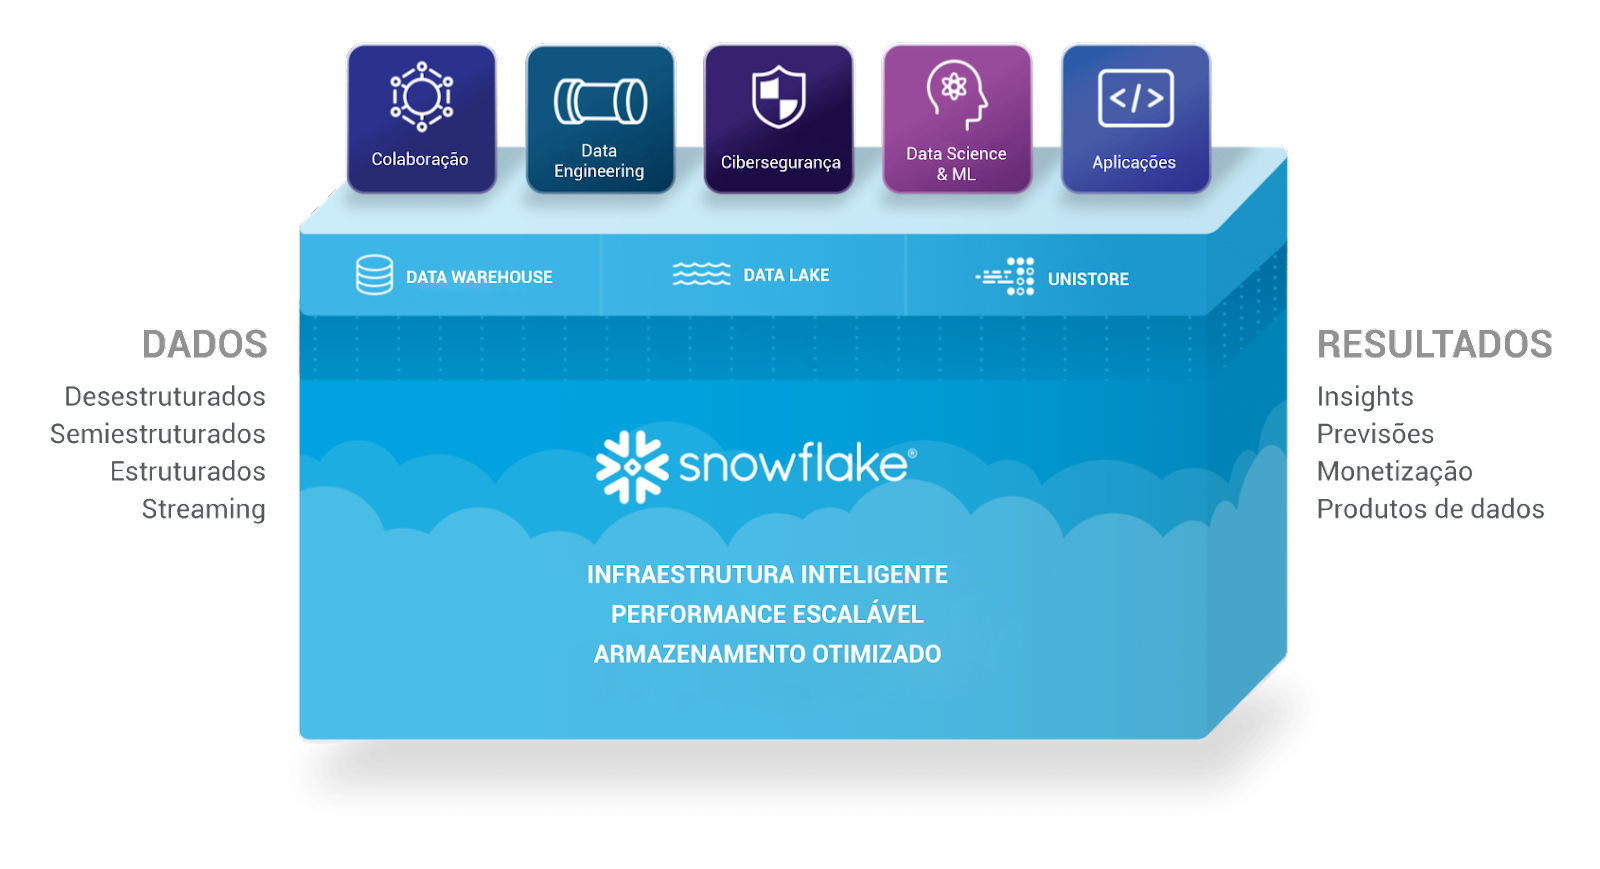 Colaboração
Data
Engineering
Cibersegurança
Data Science
& ML
</>
Aplicações
DATA WAREHOUSE
DATA LAKE
UNISTORE
DADOS
Desestruturados
Semiestruturados
Estruturados
Streaming
snowflake®
INFRAESTRUTURA INTELIGENTE
PERFORMANCE ESCALÁVEL
ARMAZENAMENTO OTIMIZADO
RESULTADOS
Insights
Previsões
Monetização
Produtos de dados